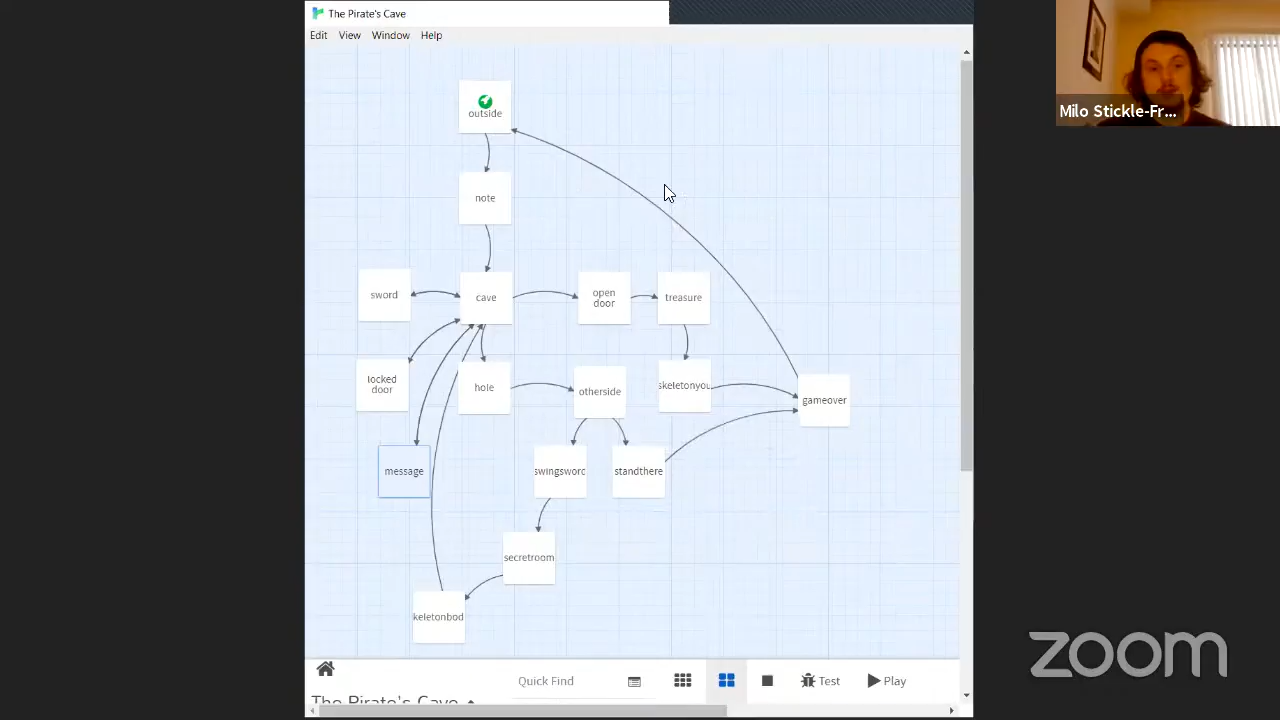 The Pirate's Cave
Edit View Window Help
Milo Stickle-Fr...
outside
note
sword
cave
open
door
treasure
locked
door
hole
otherside
skeletonyou
gameover
message
swingsword
standthere
secretroom
keletonbod
Quick Find
Test
Play
The Pirate's Cave
zoom